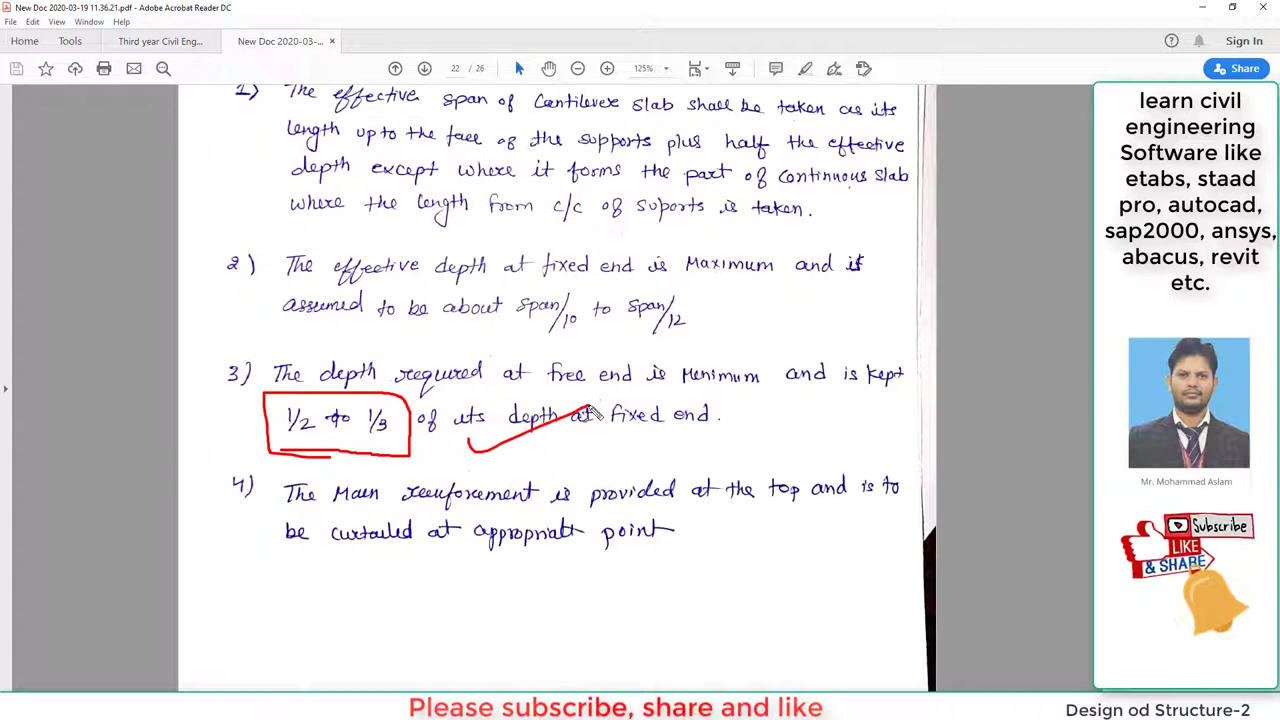 New Doc 2020-03-19 11.36.21.pdf - Adobe Acrobat Reader DC
File Edit View Window Help
Home Tools Third year Civil Eng... New Doc 2020-03-... × Sign In
22 / 26 125% Share
1) The effective span of Cantilever slab shall be taken as its
length up to the face of the supports plus half the effective
depth except where it forms the part of Continuous slab
where the length from c/c of suports is taken.
2) The effective depth at fixed end is Maximum and is
assumed to be about Span/10 to Span/12
3) The depth required at free end is Menimum and is kept
1/2 to 1/3 of its depth at fixed end.
4) The Main reenforcement is provided at the top and is to
be curtailed at appropriatt point
learn civil
engineering
Software like
etabs, staad
pro, autocad,
sap2000, ansys,
abacus, revit
etc.
Mr. Mohammad Aslam
Subscribe
LIKE
& SHARE
Please subscribe, share and like
Design od Structure-2